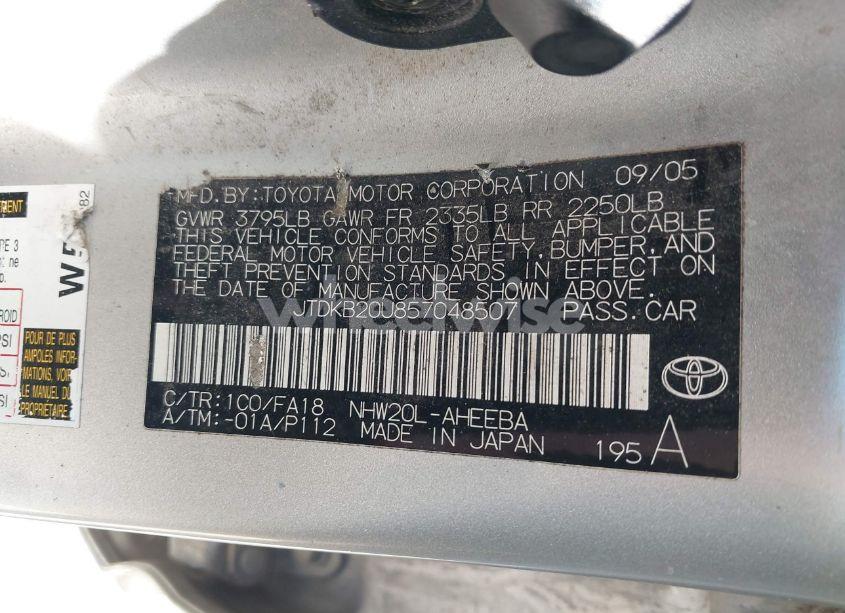 MFD.BY:TOYOTA MOTOR CORPORATION 09/05
GVWR 3795LB GAWR FR 2335LB RR 2250LB
THIS VEHICLE CONFORMS TO ALL APPLICABLE
FEDERAL MOTOR VEHICLE SAFETY, BUMPER, AND
THEFT PREVENTION STANDARDS IN EFFECT ON
THE DATE OF MANUFACTURE SHOWN ABOVE.
JTDKB20U857048507 PASS.CAR
wheelwise
C/TR:1C0/FA18 NHW20L-AHEEBA
A/TM:-01A/P112 MADE IN JAPAN
195 A
POUR DE PLUS
AMPLES INFOR-
MATIONS, VOIR
LE MANUEL DU
PROPRIÉTAIRE